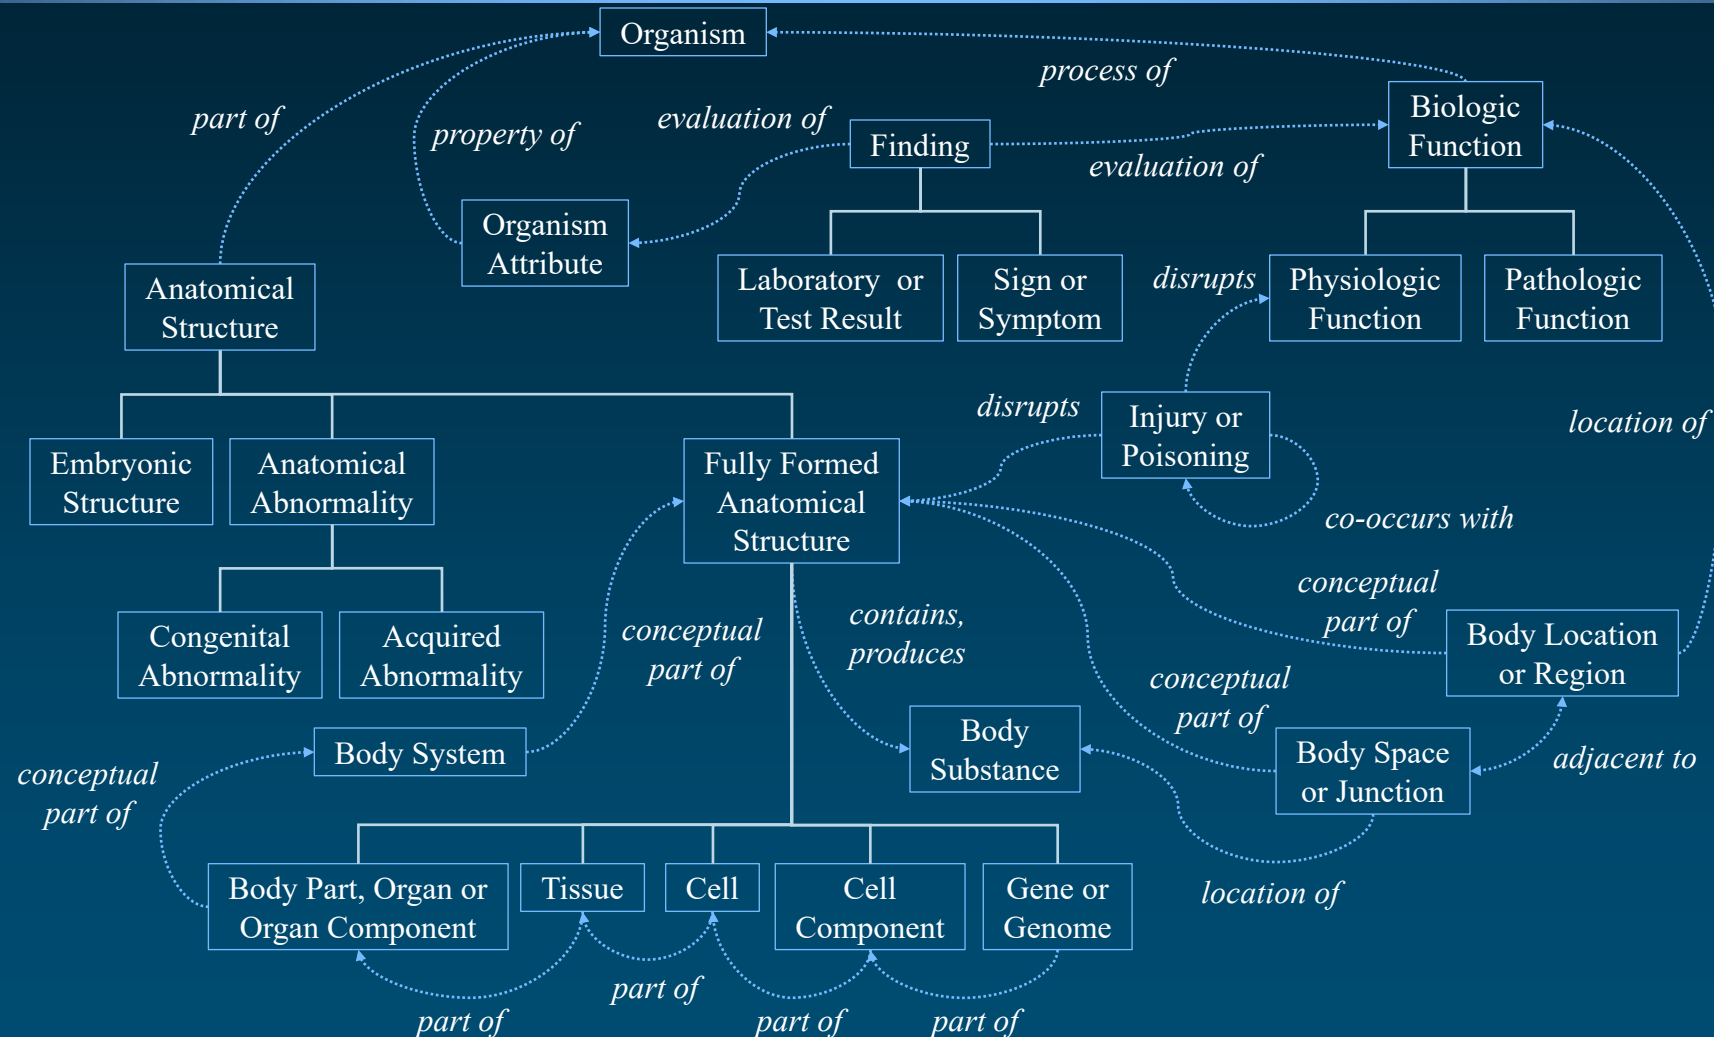 Organism
process of
Biologic
Function
part of
property of
evaluation of
Finding
evaluation of
Organism
Attribute
Laboratory or
Test Result
Sign or
Symptom
disrupts
Physiologic
Function
Pathologic
Function
Anatomical
Structure
disrupts
Injury or
Poisoning
location of
Embryonic
Structure
Anatomical
Abnormality
Fully Formed
Anatomical
Structure
co-occurs with
conceptual
part of
Congenital
Abnormality
Acquired
Abnormality
conceptual
part of
contains,
produces
Body Location
or Region
conceptual
part of
Body System
Body
Substance
Body Space
or Junction
adjacent to
conceptual
part of
Body Part, Organ or
Organ Component
Tissue
Cell
Cell
Component
Gene or
Genome
location of
part of
part of
part of
part of